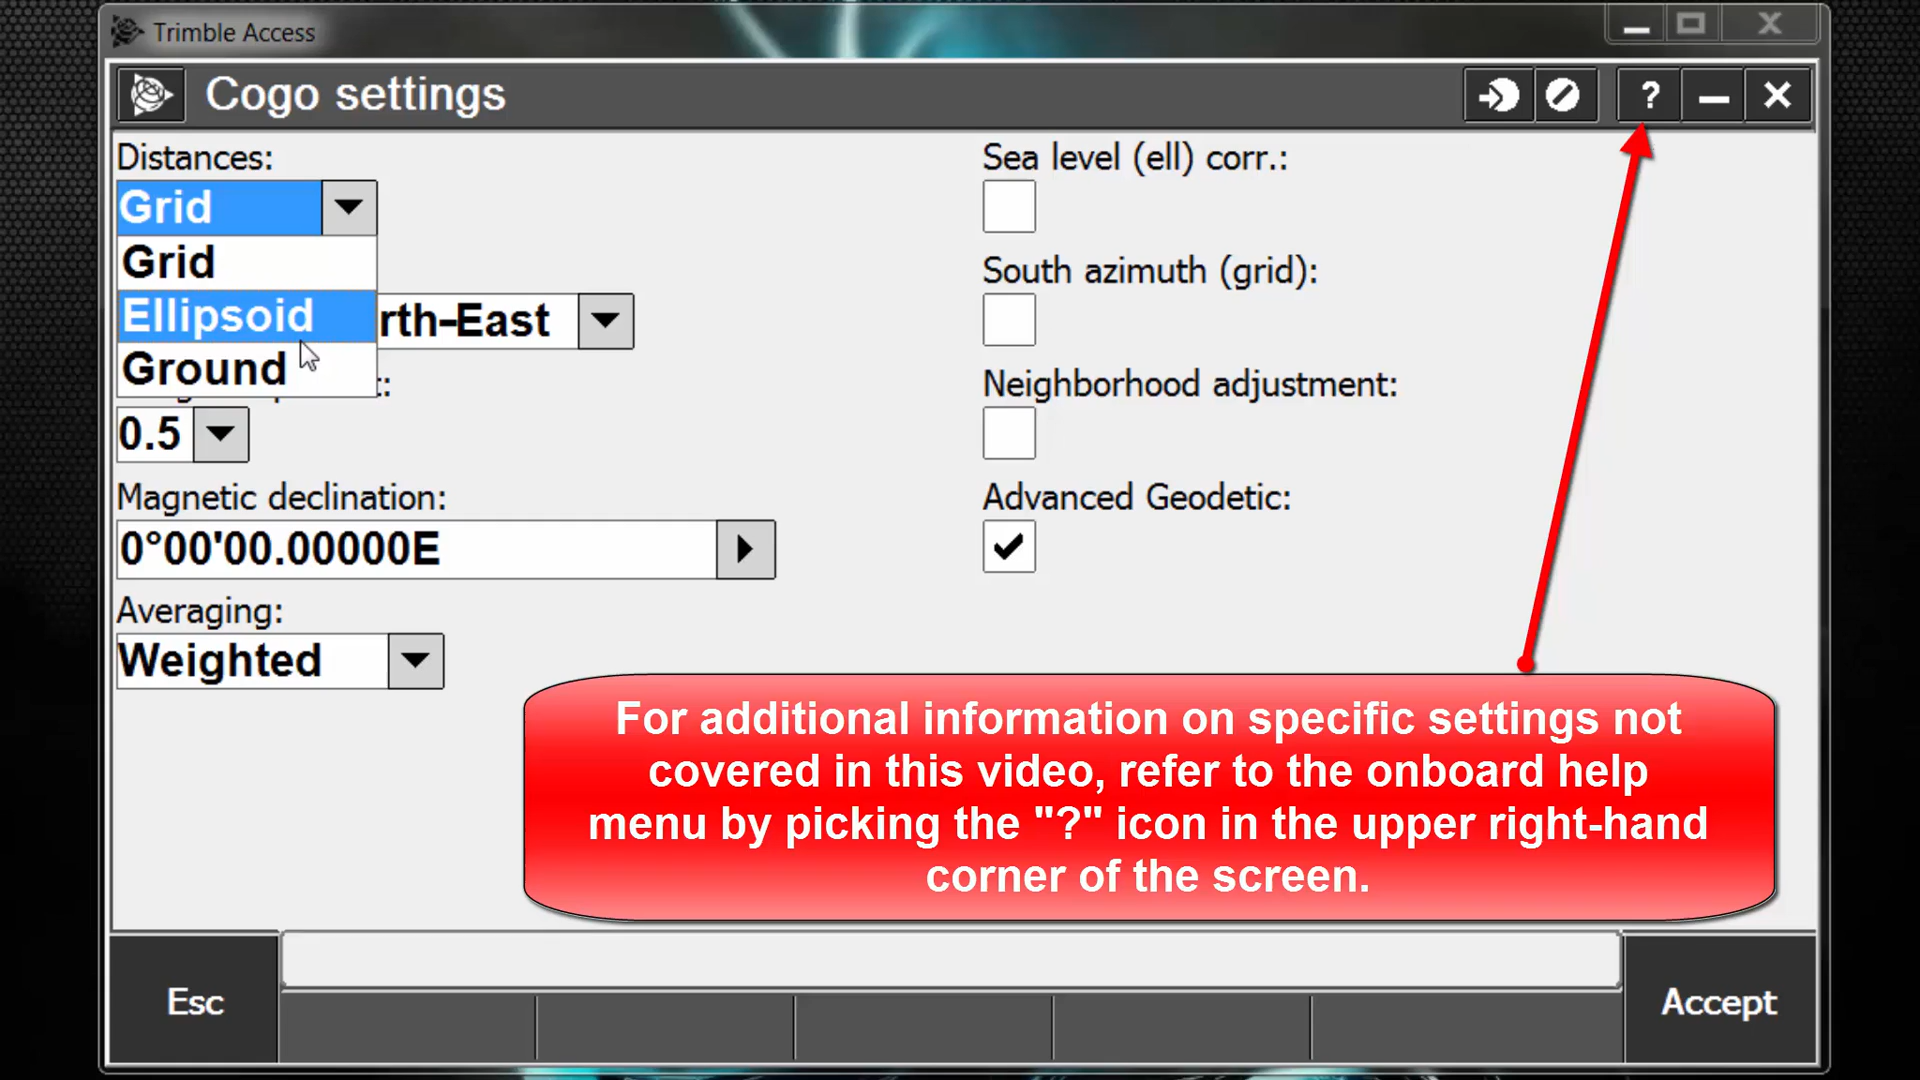 Trimble Access
Cogo settings
?
Distances:
Grid
Grid
Ellipsoid
Ground
rth-East
0.5
Magnetic declination:
0°00'00.00000E
Averaging:
Weighted
Sea level (ell) corr.:
South azimuth (grid):
Neighborhood adjustment:
Advanced Geodetic:
For additional information on specific settings not
covered in this video, refer to the onboard help
menu by picking the "?" icon in the upper right-hand
corner of the screen.
Esc
Accept